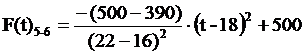 F(t)₅₋₆ = −(500 − 390) / (22 − 16)² · (t - 18)² + 500